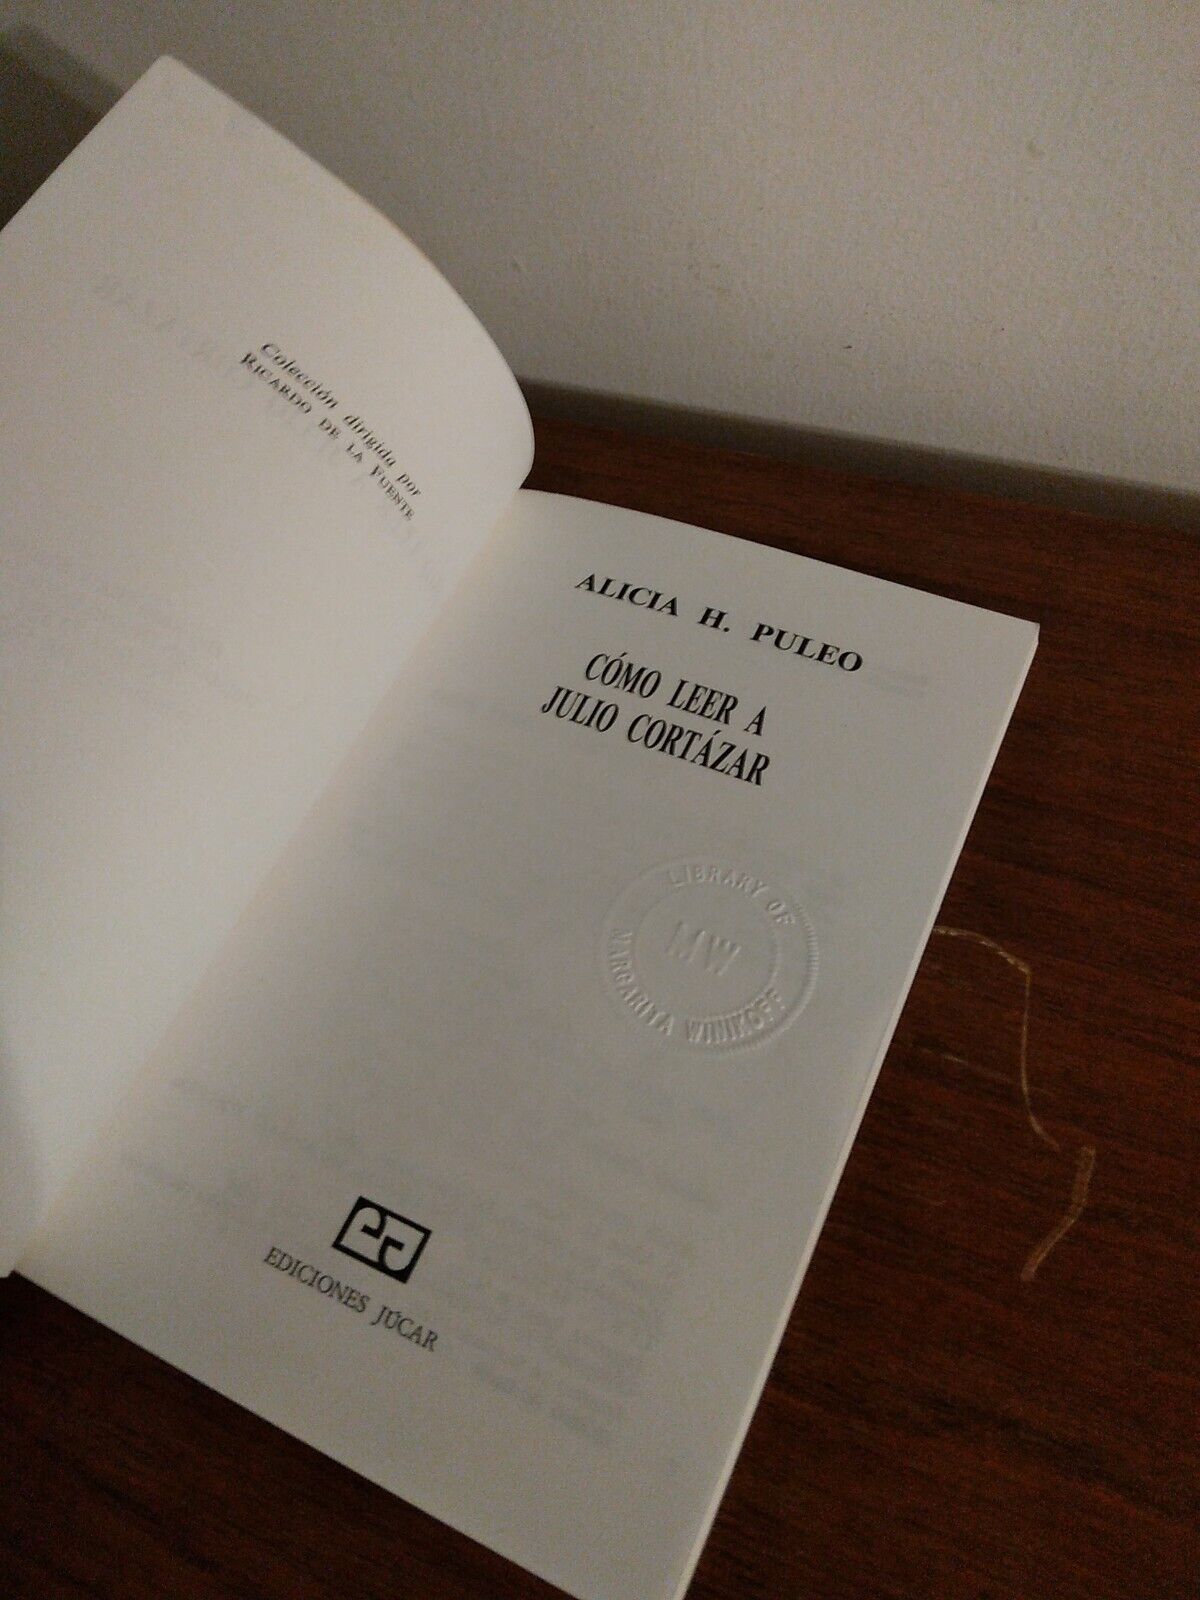 Colección dirigida por
RICARDO DE LA FUENTE
ALICIA H. PULEO
CÓMO LEER A
JULIO CORTÁZAR
LIBRARY OF
MW
MARGARITA WINIKOFF
EDICIONES JÚCAR